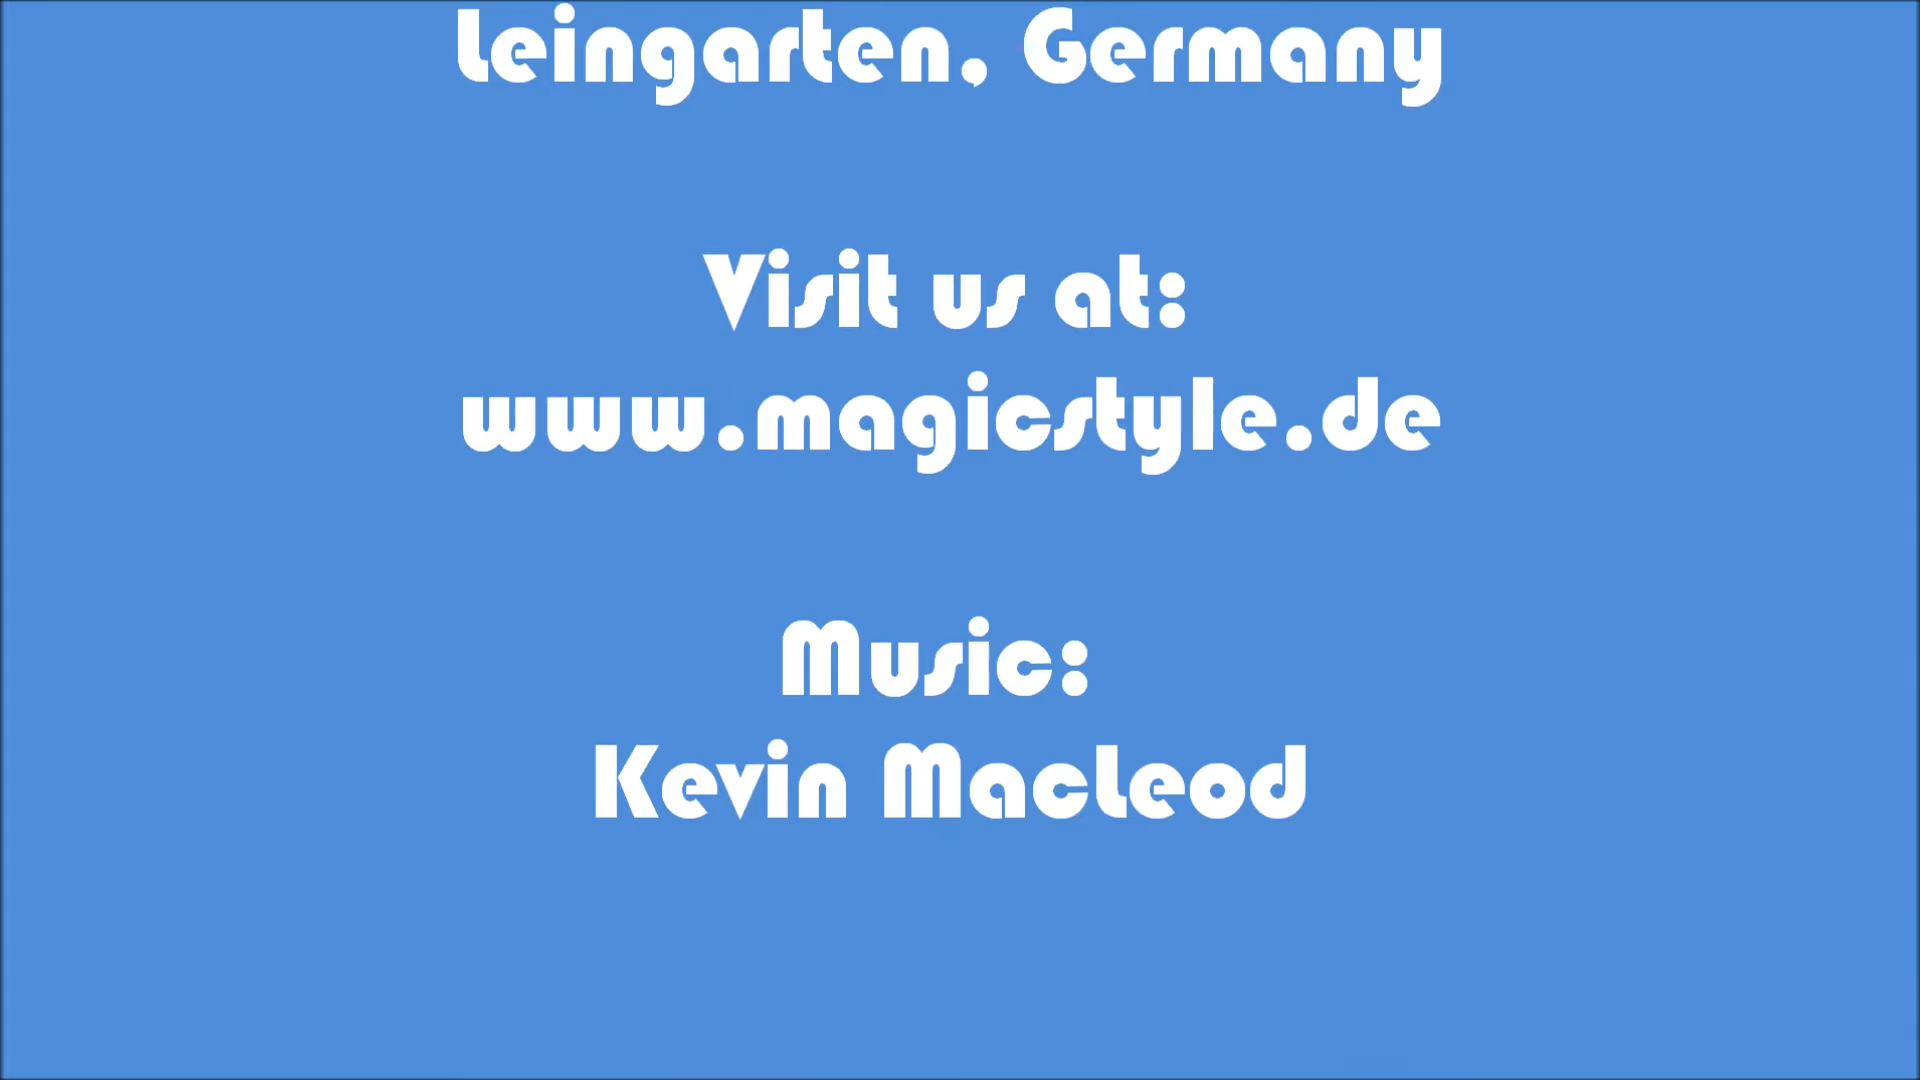 Leingarten, Germany
Visit us at:
www.magicstyle.de
Music:
Kevin MacLeod